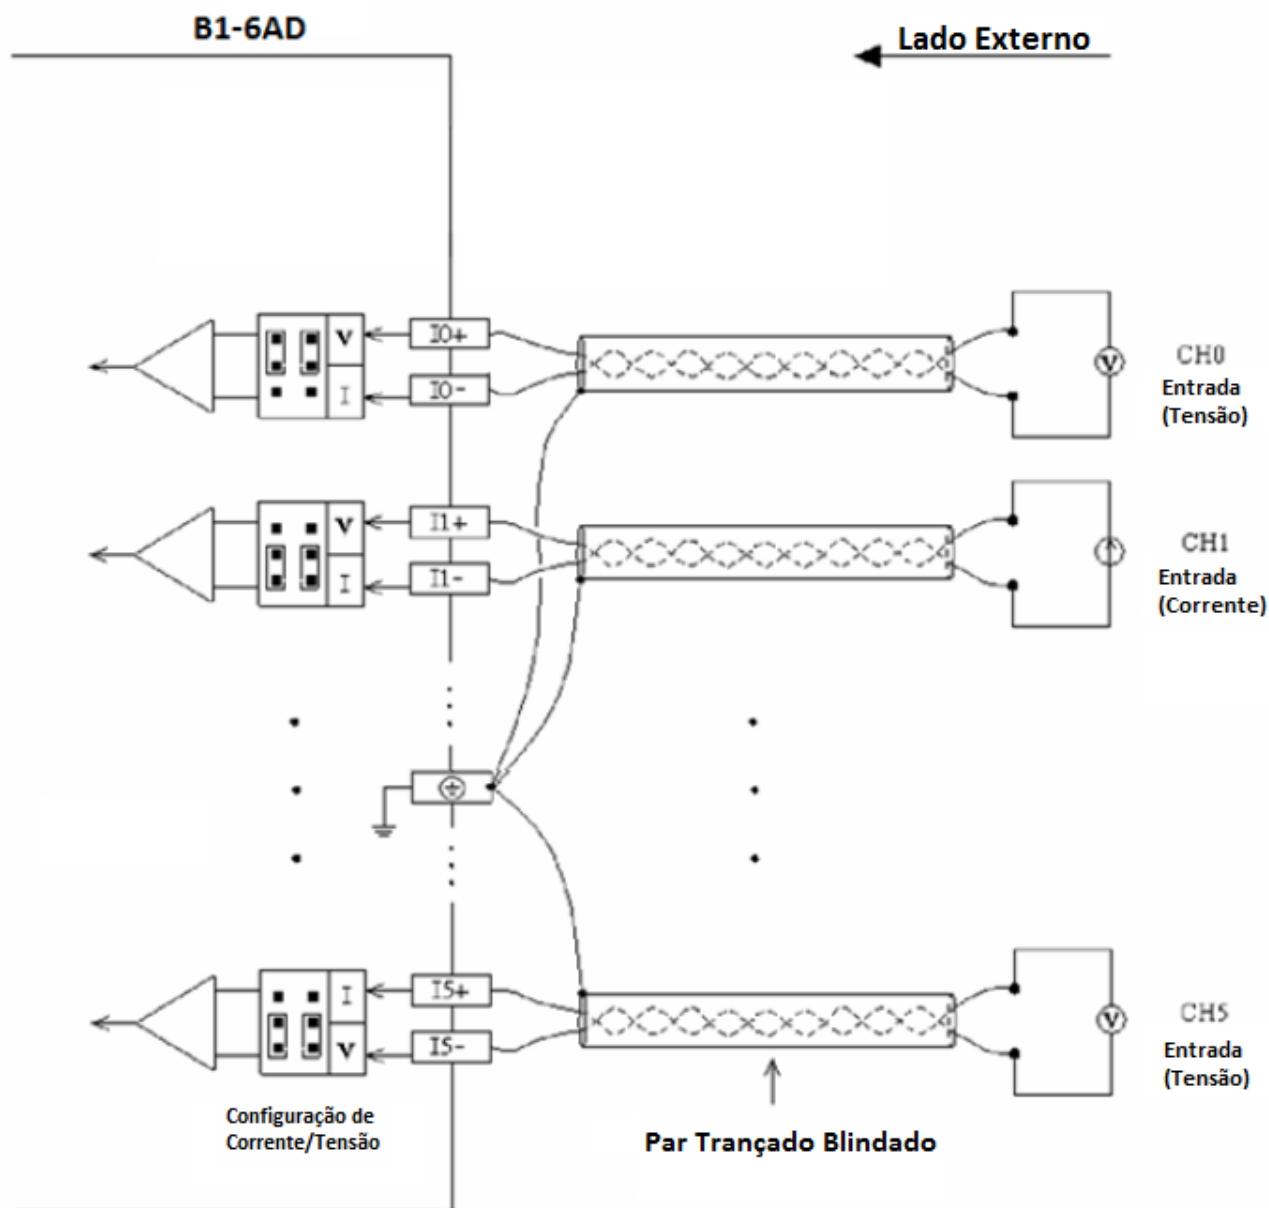 B1-6AD
Lado Externo
V
I0+
I
I0-
V
CH0
Entrada
(Tensão)
V
I1+
I
I1-
CH1
Entrada
(Corrente)
I
I5+
V
I5-
V
CH5
Entrada
(Tensão)
Configuração de
Corrente/Tensão
Par Trançado Blindado